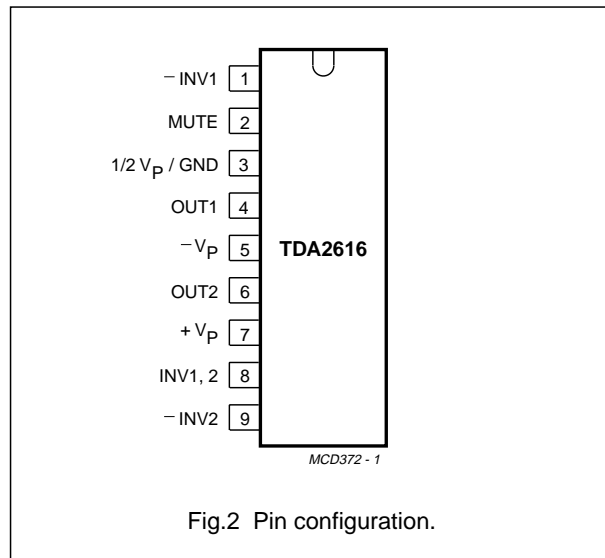 −INV1 1
MUTE 2
1/2 VP / GND 3
OUT1 4
−VP 5
TDA2616
OUT2 6
+VP 7
INV1, 2 8
−INV2 9
MCD372 - 1
Fig.2 Pin configuration.